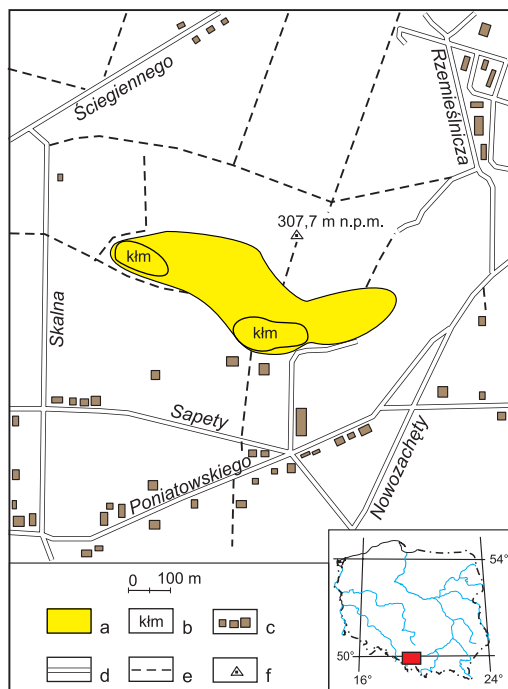 Ściegiennego
Rzemieślnicza
307,7 m n.p.m.
kłm
kłm
Skalna
Sapety
Poniatowskiego
Nowozachęty
0 100 m
a
kłm b
c
d
e
f
54°
50°
16°
24°